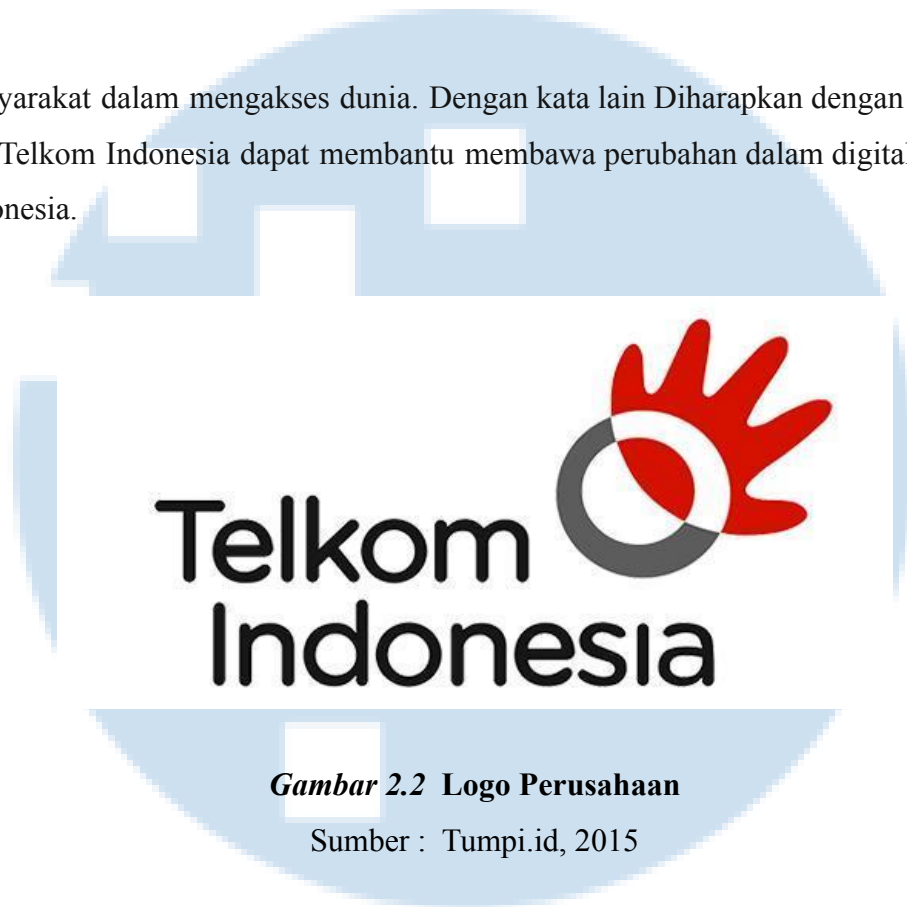 yarakat dalam mengakses dunia. Dengan kata lain Diharapkan dengan
Telkom Indonesia dapat membantu membawa perubahan dalam digital
onesia.
Telkom
Indonesia
Gambar 2.2 Logo Perusahaan
Sumber : Tumpi.id, 2015